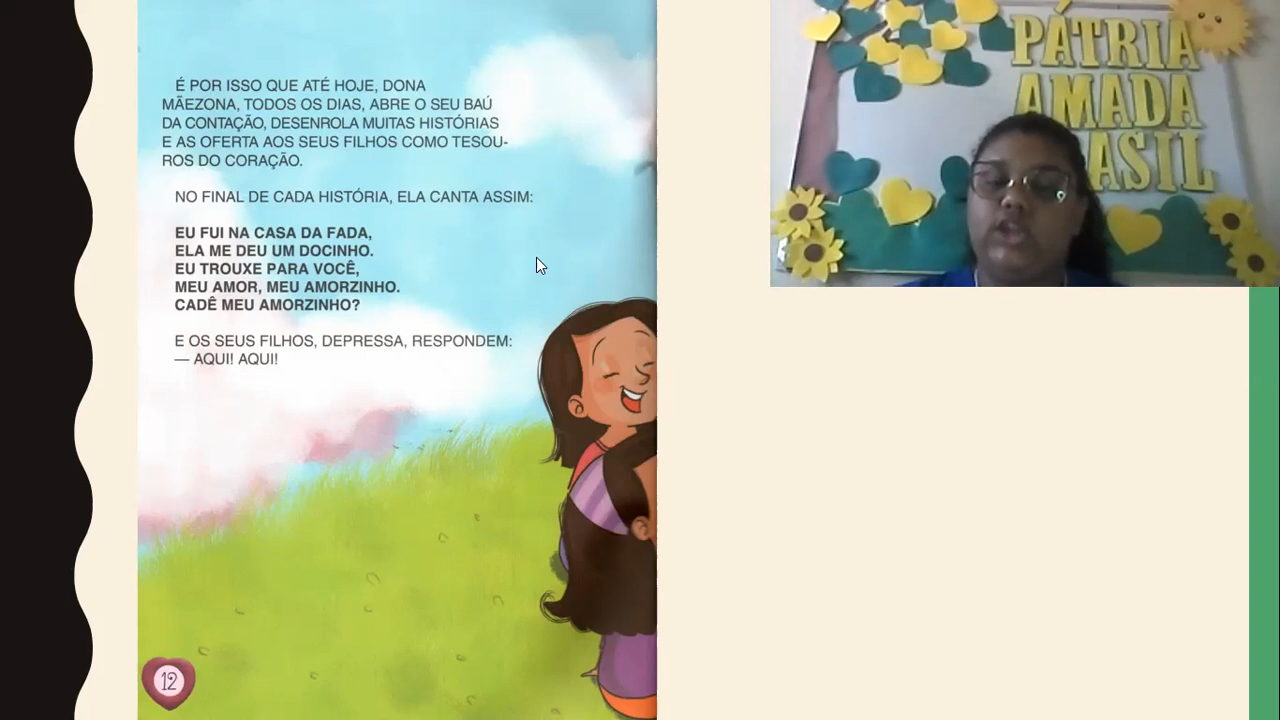 É POR ISSO QUE ATÉ HOJE, DONA
MÃEZONA, TODOS OS DIAS, ABRE O SEU BAÚ
DA CONTAÇÃO, DESENROLA MUITAS HISTÓRIAS
E AS OFERTA AOS SEUS FILHOS COMO TESOU-
ROS DO CORAÇÃO.
NO FINAL DE CADA HISTÓRIA, ELA CANTA ASSIM:
EU FUI NA CASA DA FADA,
ELA ME DEU UM DOCINHO.
EU TROUXE PARA VOCÊ,
MEU AMOR, MEU AMORZINHO.
CADÊ MEU AMORZINHO?
E OS SEUS FILHOS, DEPRESSA, RESPONDEM:
— AQUI! AQUI!
12
PÁTRIA
AMADA
ASIL